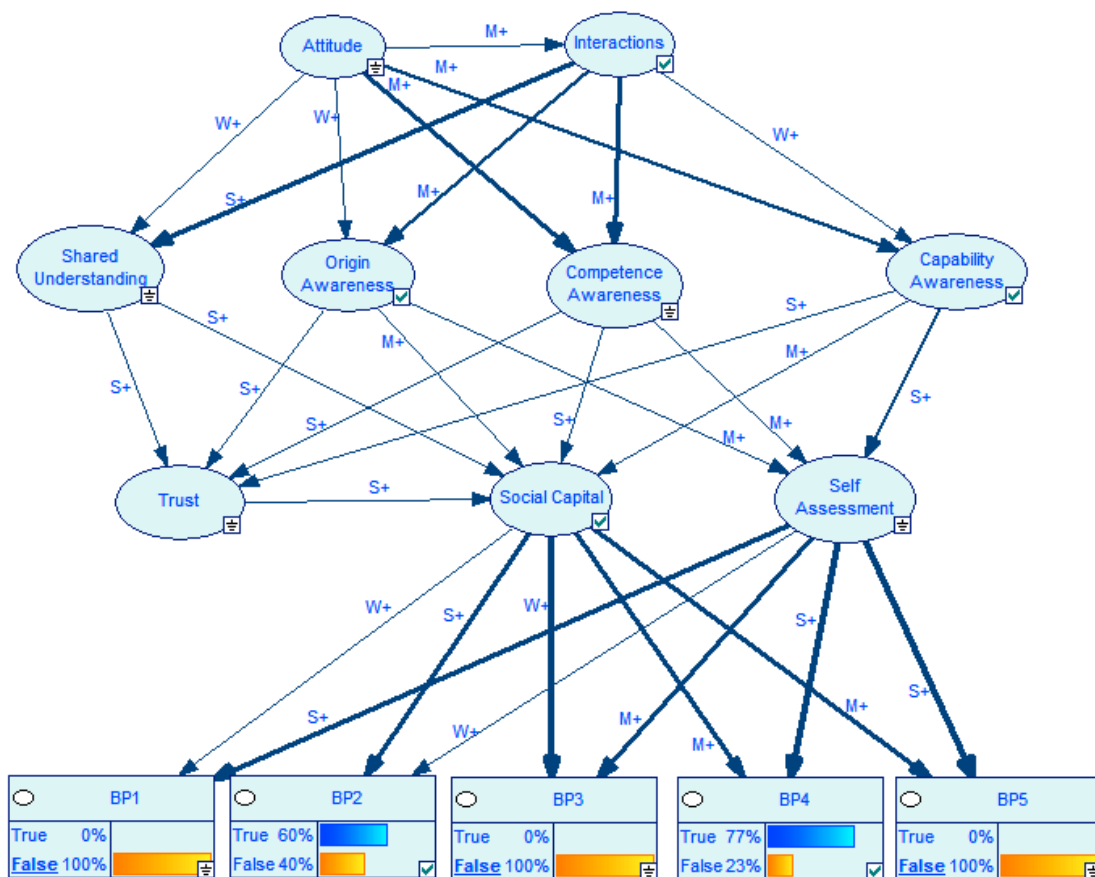 Attitude
M+
Interactions
M+
M+
W+
W+
W+
S+
M+
M+
Shared
Understanding
Origin
Awareness
Competence
Awareness
Capability
Awareness
S+
S+
M+
M+
S+
S+
S+
S+
M+
M+
S+
Trust
S+
Social Capital
Self
Assessment
W+
S+
W+
S+
S+
S+
W+
M+
M+
M+
BP1
True 0%
False 100%
BP2
True 60%
False 40%
BP3
True 0%
False 100%
BP4
True 77%
False 23%
BP5
True 0%
False 100%